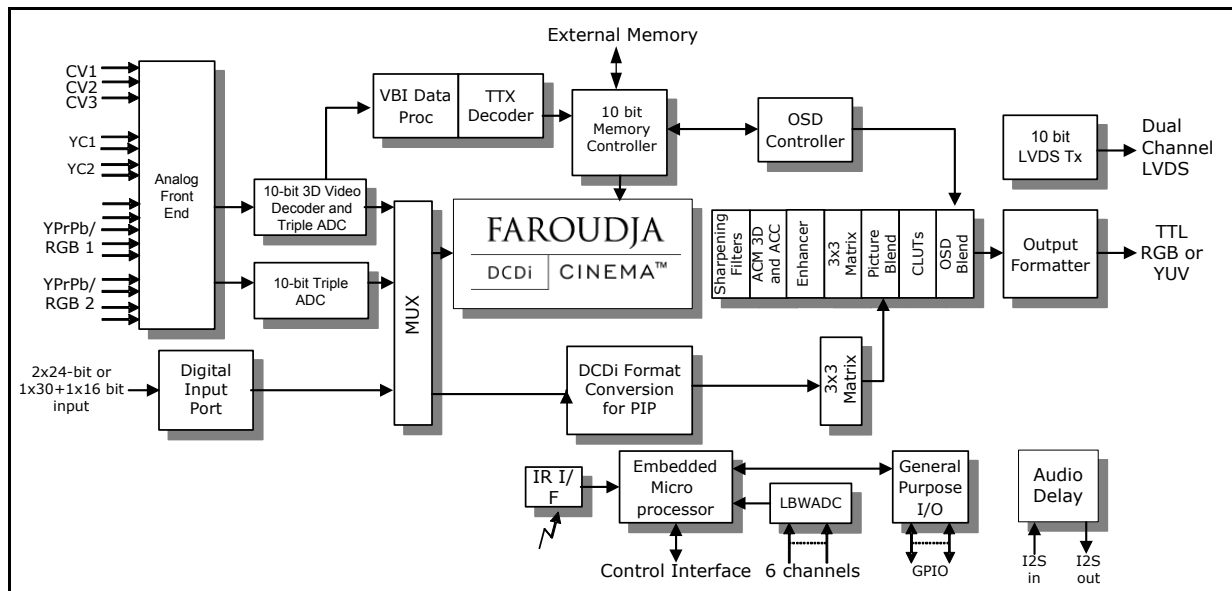 External Memory
CV1
CV2
CV3
YC1
YC2
YPrPb/
RGB 1
YPrPb/
RGB 2
Analog
Front
End
VBI Data
Proc
TTX
Decoder
10 bit
Memory
Controller
OSD
Controller
10 bit
LVDS Tx
Dual
Channel
LVDS
10-bit 3D Video
Decoder and
Triple ADC
10-bit Triple
ADC
MUX
FAROUDJA
DCDi CINEMA™
Sharpening
Filters
ACM 3D
and ACC
Enhancer
3x3
Matrix
Picture
Blend
CLUTs
OSD
Blend
Output
Formatter
TTL
RGB or
YUV
2x24-bit or
1x30+1x16 bit
input
Digital
Input
Port
DCDi Format
Conversion
for PIP
3x3
Matrix
IR I/
F
Embedded
Micro
processor
LBWADC
General
Purpose
I/O
Audio
Delay
Control Interface
6 channels
GPIO
I2S
in
I2S
out